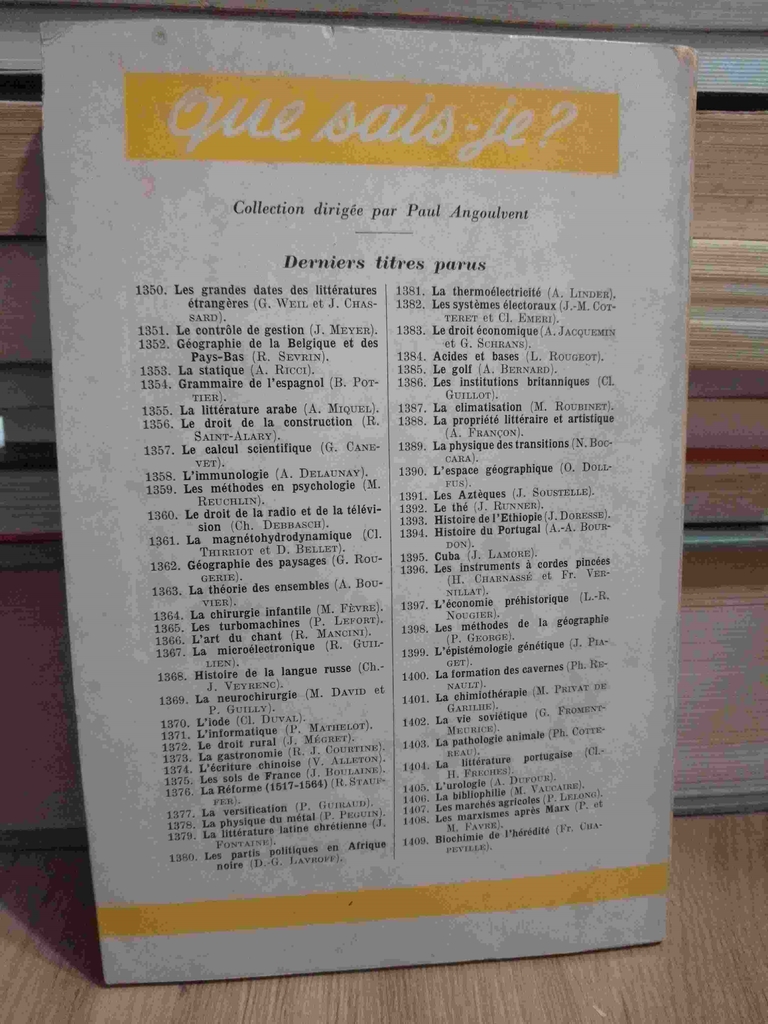 que sais-je?
Collection dirigée par Paul Angoulvent
Derniers titres parus
1350. Les grandes dates des littératures
étrangères (G. WEIL et J. CHAS-
SARD).
1351. Le contrôle de gestion (J. MEYER).
1352. Géographie de la Belgique et des
Pays-Bas (R. SEVRIN).
1353. La statique (A. RICCI).
1354. Grammaire de l'espagnol (B. POT-
TIER).
1355. La littérature arabe (A. MIQUEL).
1356. Le droit de la construction (R.
SAINT-ALARY).
1357. Le calcul scientifique (G. CANE-
VET).
1358. L'immunologie (A. DELAUNAY).
1359. Les méthodes en psychologie (M.
REUCHLIN).
1360. Le droit de la radio et de la télévi-
sion (Ch. DEBBASCH).
1361. La magnétohydrodynamique (Cl.
THIRRIOT et D. BELLET).
1362. Géographie des paysages (G. ROU-
GERIE).
1363. La théorie des ensembles (A. BOU-
VIER).
1364. La chirurgie infantile (M. FÈVRE).
1365. Les turbomachines (P. LEFORT).
1366. L'art du chant (R. MANCINI).
1367. La microélectronique (R. GUIL-
LIEN).
1368. Histoire de la langue russe (Ch.-
J. VEYRENC).
1369. La neurochirurgie (M. DAVID et
P. GUILLY).
1370. L'iode (Cl. DUVAL).
1371. L'informatique (P. MATHELOT).
1372. Le droit rural (J. MÉGRET).
1373. La gastronomie (R. J. COURTINE).
1374. L'écriture chinoise (V. ALLETON).
1375. Les sols de France (J. BOULAINE).
1376. La Réforme (1517-1564) (R. STAUF-
FER).
1377. La versification (P. GUIRAUD).
1378. La physique du métal (P. PEGUIN).
1379. La littérature latine chrétienne (J.
FONTAINE).
1380. Les partis politiques en Afrique
noire (D.-G. LAVROFF).
1381. La thermoélectricité (A. LINDER).
1382. Les systèmes électoraux (J.-M. COT-
TERET et Cl. EMERI).
1383. Le droit économique (A. JACQUEMIN
et G. SCHRANS).
1384. Acides et bases (L. ROUGEOT).
1385. Le golf (A. BERNARD).
1386. Les institutions britanniques (Cl.
GUILLOT).
1387. La climatisation (M. ROUBINET).
1388. La propriété littéraire et artistique
(A. FRANÇON).
1389. La physique des transitions (N. BOC-
CARA).
1390. L'espace géographique (O. DOLL-
FUS).
1391. Les Aztèques (J. SOUSTELLE).
1392. Le thé (J. RUNNER).
1393. Histoire de l'Ethiopie (J. DORESSE).
1394. Histoire du Portugal (A.-A. BOUR-
DON).
1395. Cuba (J. LAMORE).
1396. Les instruments à cordes pincées
(H. CHARNASSÉ et Fr. VER-
NILLAT).
1397. L'économie préhistorique (L.-R.
NOUGIER).
1398. Les méthodes de la géographie
(P. GEORGE).
1399. L'épistémologie génétique (J. PIA-
GET).
1400. La formation des cavernes (Ph. RE-
NAULT).
1401. La chimiothérapie (M. PRIVAT DE
GARILHE).
1402. La vie soviétique (G. FROMENT-
MEURICE).
1403. La pathologie animale (Ph. COTTE-
REAU).
1404. La littérature portugaise (Cl.-
H. FRECHES).
1405. L'urologie (A. DUFOUR).
1406. La bibliophilie (M. VAUCAIRE).
1407. Les marchés agricoles (P. LELONG).
1408. Les marxismes après Marx (P. et
M. FAVRE).
1409. Biochimie de l'hérédité (Fr. CHA-
PEVILLE).